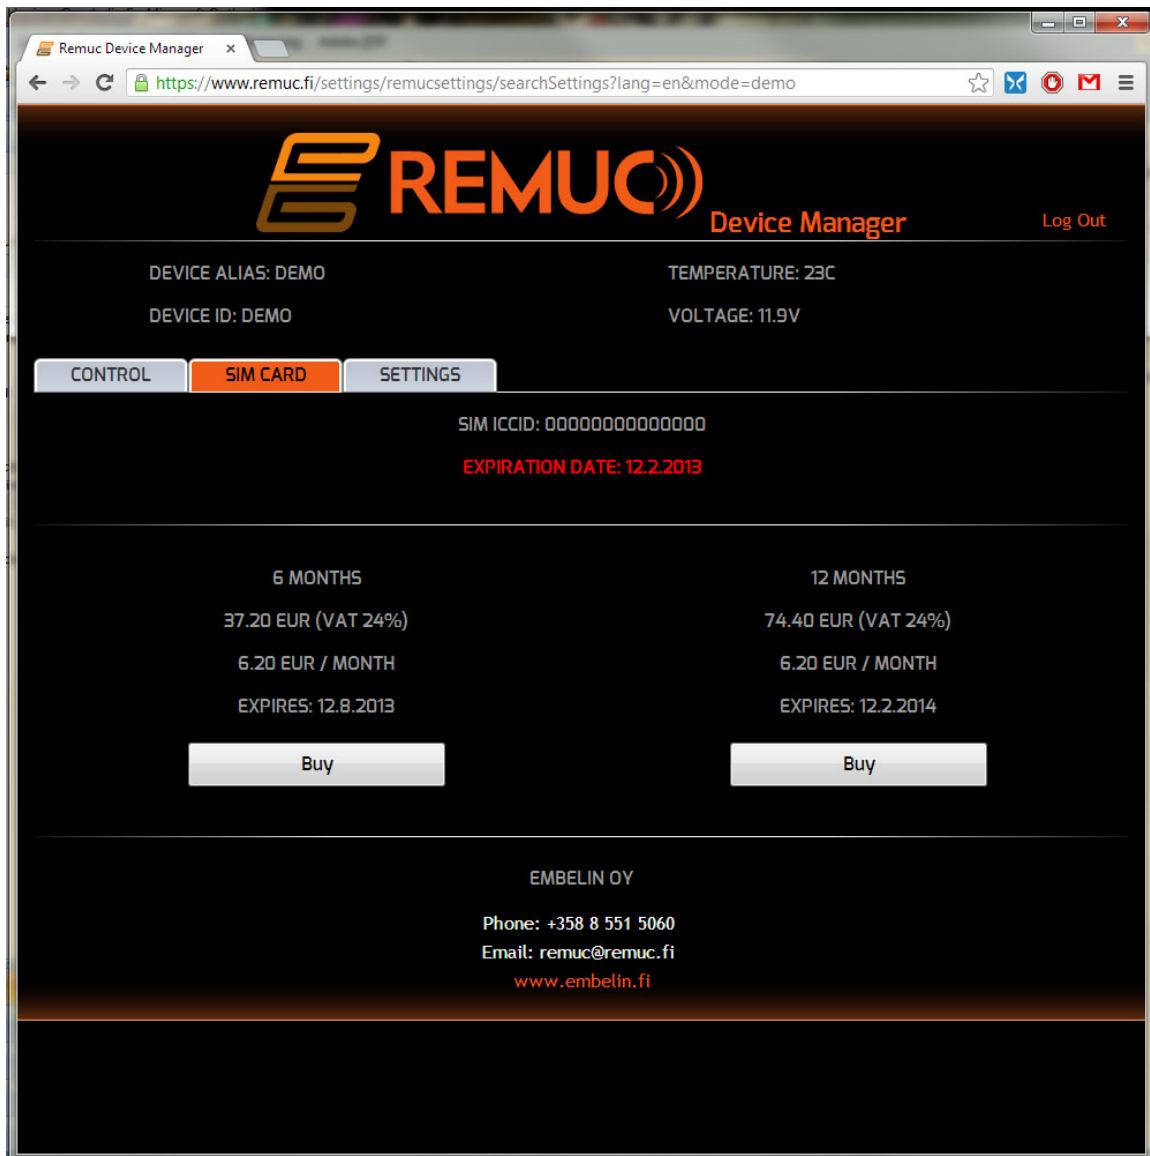 Remuc Device Manager
https://www.remuc.fi/settings/remucsettings/searchSettings?lang=en&mode=demo
REMUC
Device Manager
Log Out
DEVICE ALIAS: DEMO
TEMPERATURE: 23C
DEVICE ID: DEMO
VOLTAGE: 11.9V
CONTROL
SIM CARD
SETTINGS
SIM ICCID: 00000000000000
EXPIRATION DATE: 12.2.2013
6 MONTHS
37.20 EUR (VAT 24%)
6.20 EUR / MONTH
EXPIRES: 12.8.2013
Buy
12 MONTHS
74.40 EUR (VAT 24%)
6.20 EUR / MONTH
EXPIRES: 12.2.2014
Buy
EMBELIN OY
Phone: +358 8 551 5060
Email: remuc@remuc.fi
www.embelin.fi